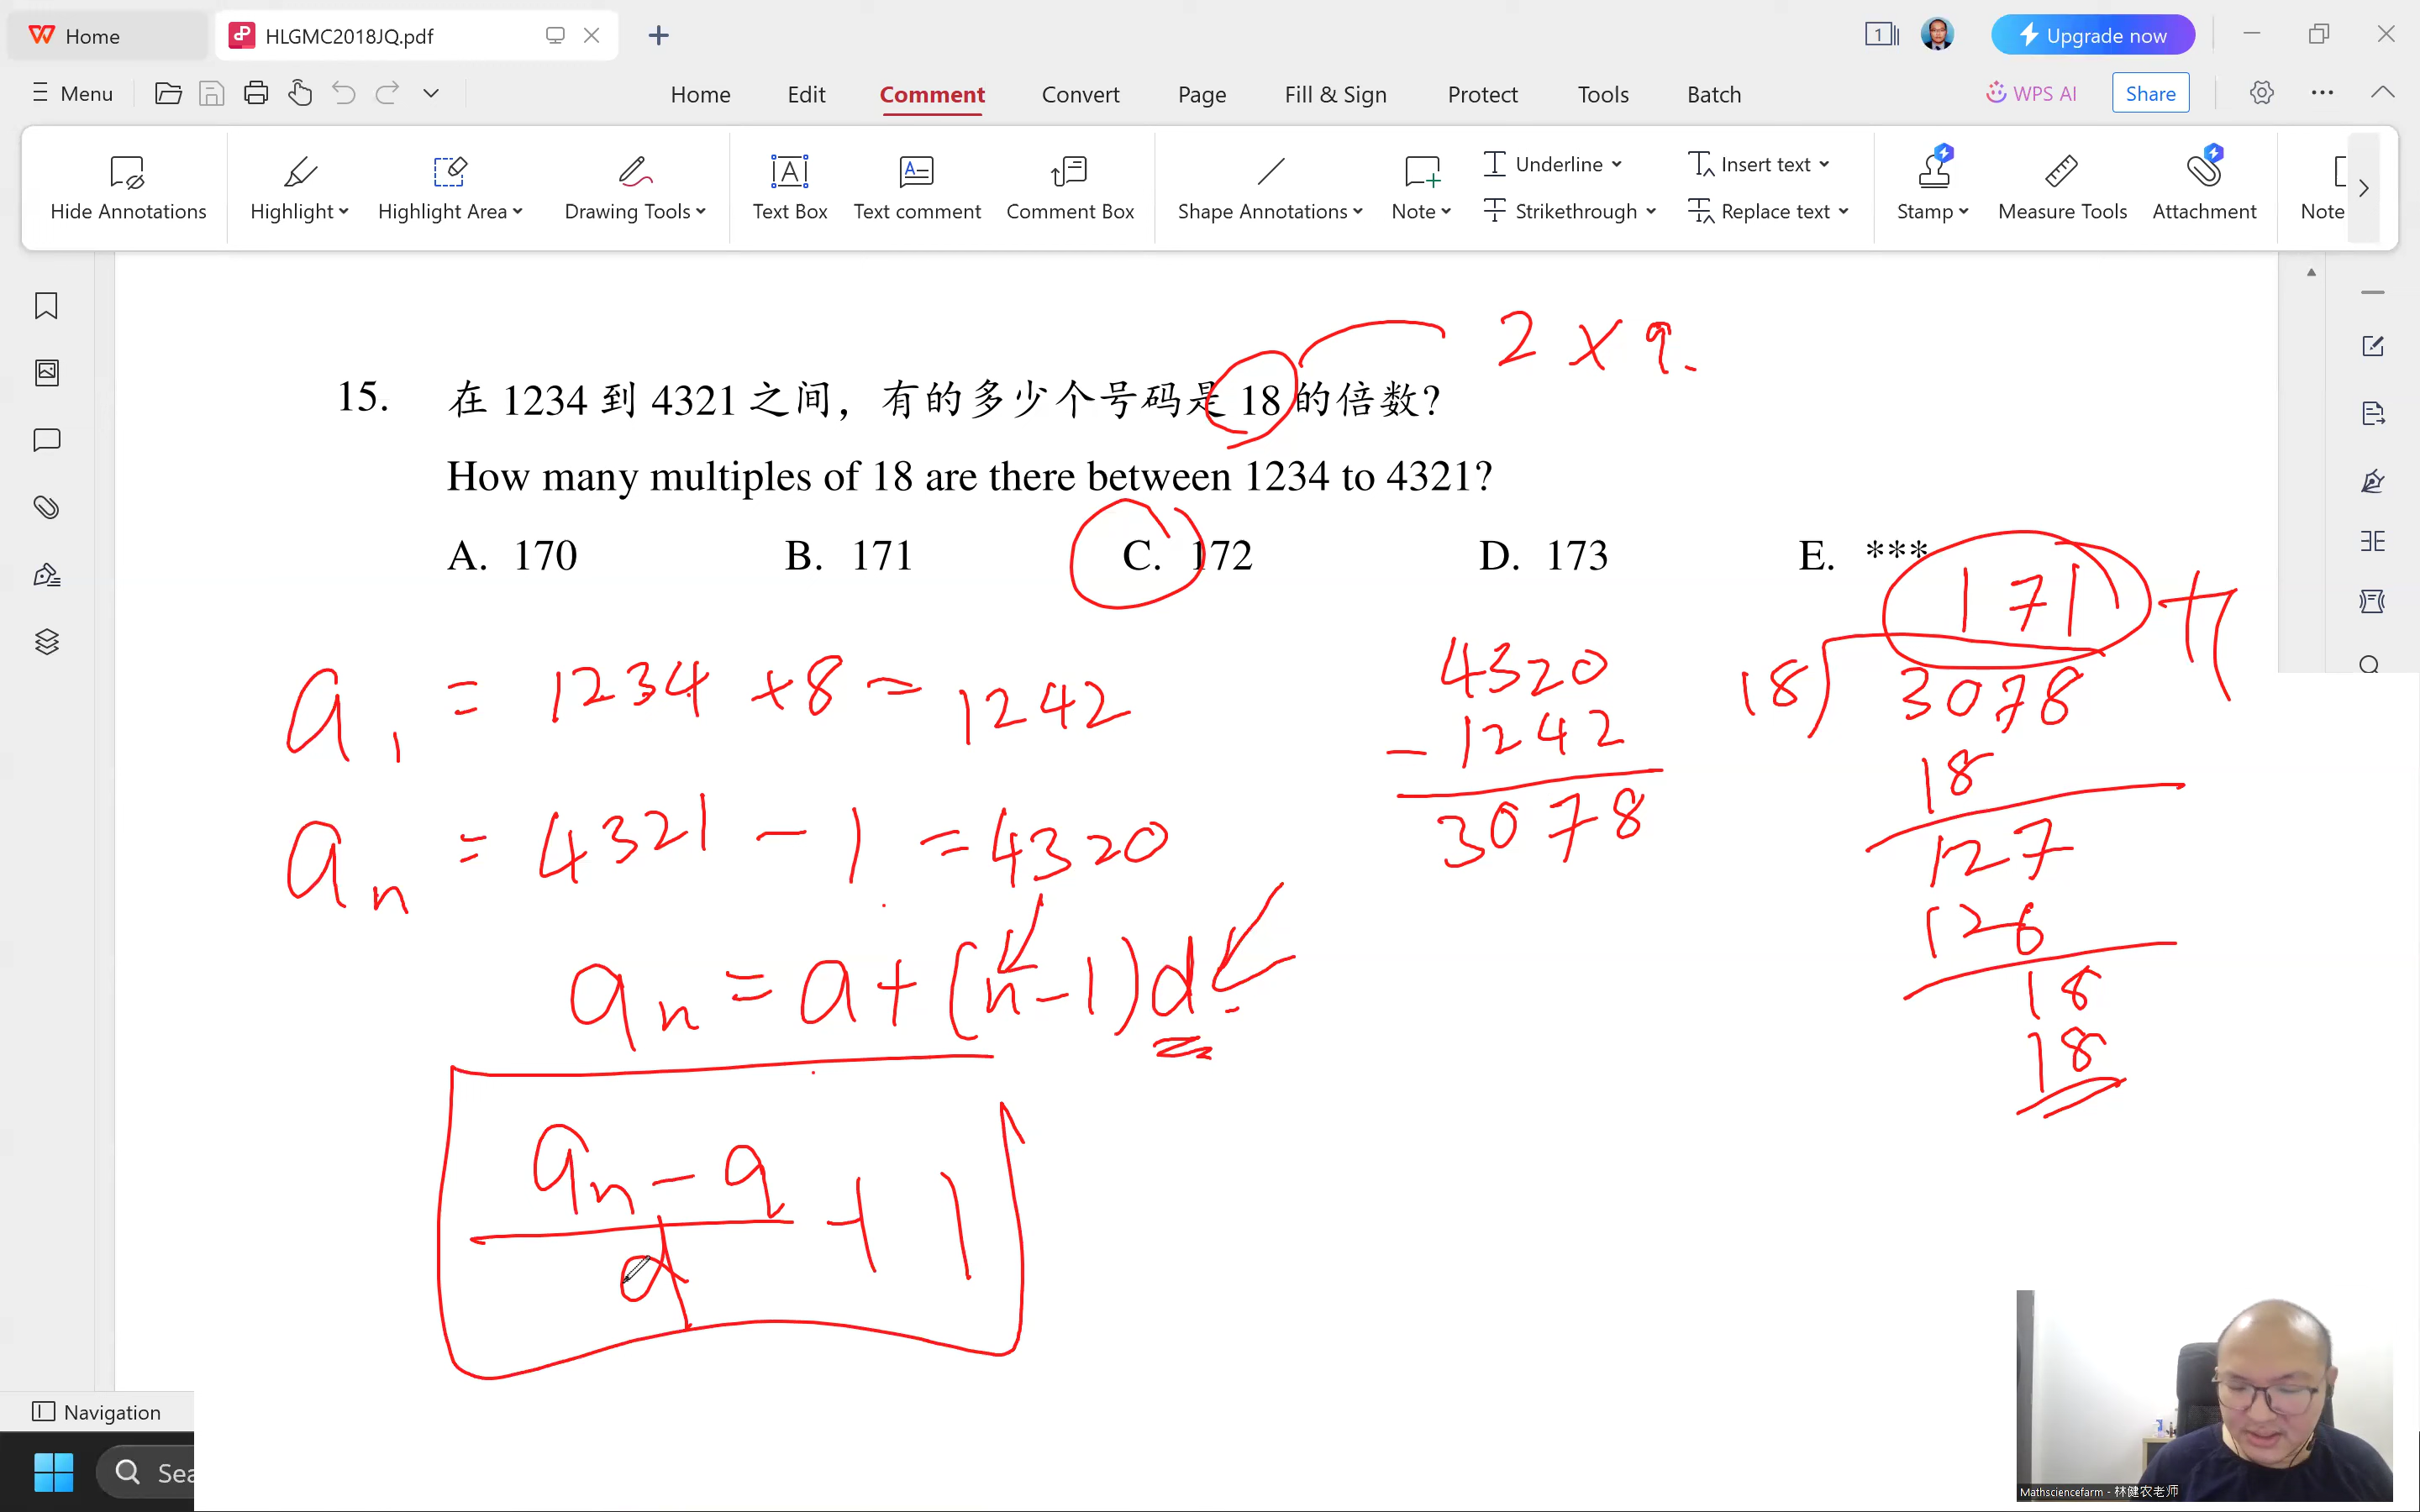 Home HLGMC2018JQ.pdf 1 Upgrade now
Menu Home Edit Comment Convert Page Fill & Sign Protect Tools Batch WPS AI Share
Underline Insert text
Hide Annotations Highlight Highlight Area Drawing Tools Text Box Text comment Comment Box Shape Annotations Note Strikethrough Replace text Stamp Measure Tools Attachment Note
2 × 9
15. 在 1234 到 4321 之间，有的多少个号码是 18 的倍数?
How many multiples of 18 are there between 1234 to 4321?
A. 170 B. 171 C. 172 D. 173 E. ***
171 +1
a1 = 1234 + 8 = 1242
4320
- 1242
3078
18 3078
18
127
126
18
18
an = 4321 - 1 = 4320
an = a + (n-1)d
an - a
d
+ 1
Navigation
Sea
Mathsciencefarm - 林健农老师